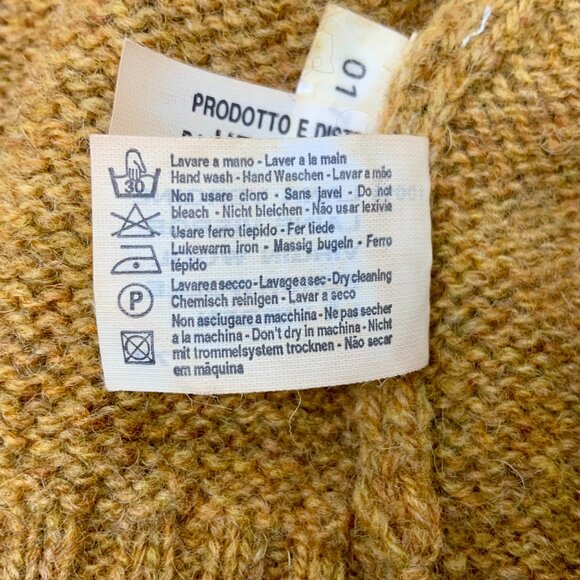 01
PRODOTTO E DIST
30
Lavare a mano - Laver a la main
Hand wash - Hand Waschen - Lavar a mão
Non usare cloro - Sans javel - Do not
bleach - Nicht bleichen - Não usar lexivie
Usare ferro tiepido - Fer tiede
Lukewarm iron - Massig bugeln - Ferro
tépido
P
Lavare a secco - Lavage a sec - Dry cleaning
Chemisch reinigen - Lavar a seco
Non asciugare a macchina - Ne pas secher
a la machina - Don't dry in machina - Nicht
mit trommelsystem trocknen - Não secar
em màquina